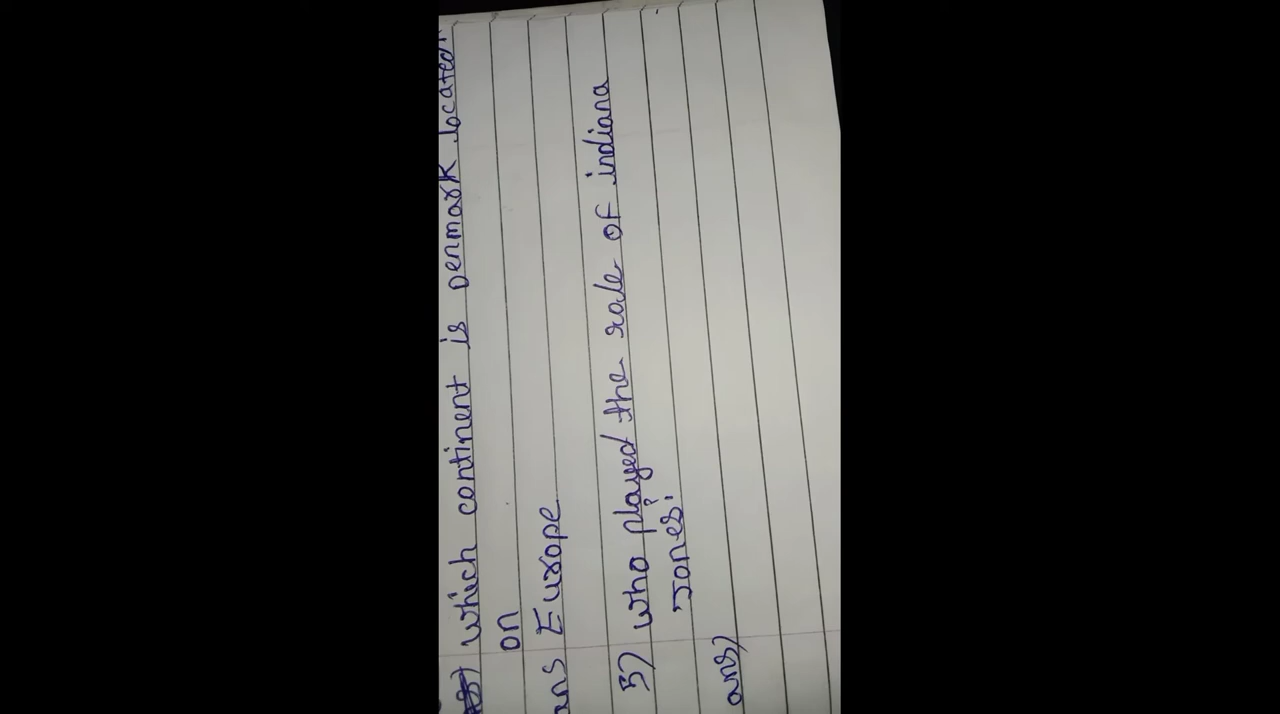 which continent is Denmark located
on
ans Europe
5) who played the role of indiana
Jones?
ans)